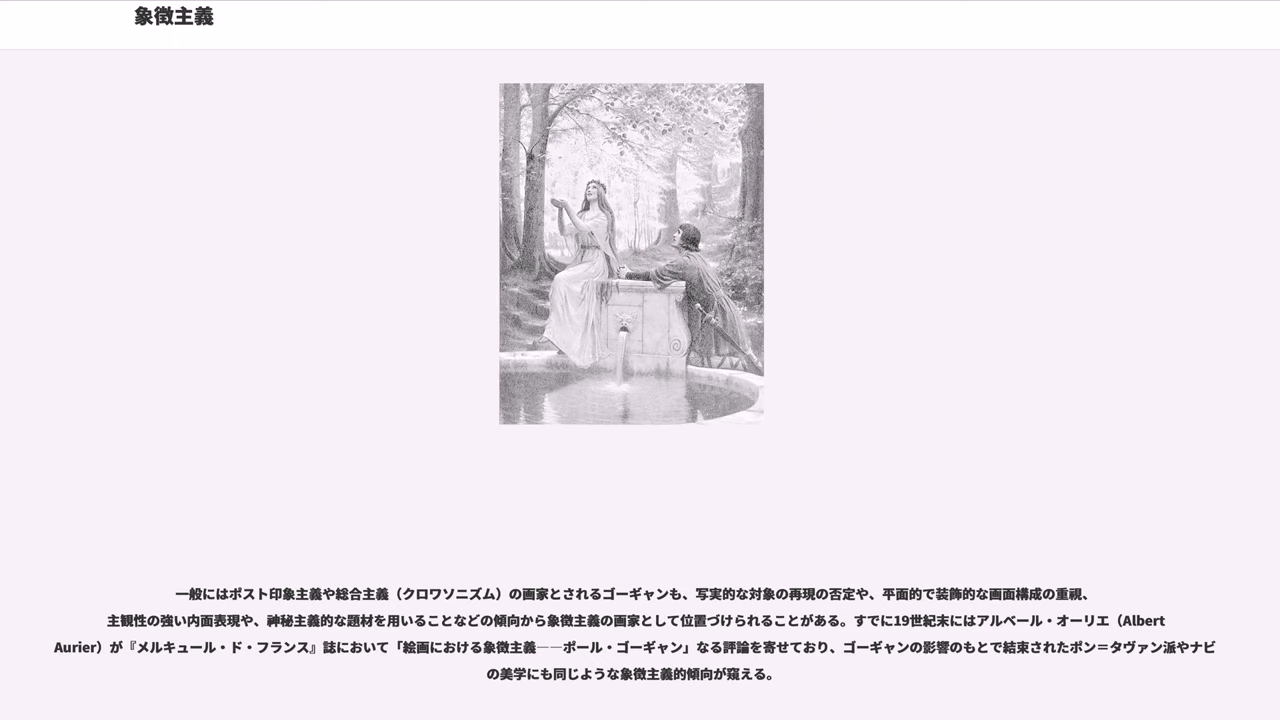 象徴主義
一般にはポスト印象主義や総合主義（クロワソニズム）の画家とされるゴーギャンも、写実的な対象の再現の否定や、平面的で装飾的な画面構成の重視、
主観性の強い内面表現や、神秘主義的な題材を用いることなどの傾向から象徴主義の画家として位置づけられることがある。すでに19世紀末にはアルベール・オーリエ（Albert
Aurier）が『メルキュール・ド・フランス』誌において「絵画における象徴主義――ポール・ゴーギャン」なる評論を寄せており、ゴーギャンの影響のもとで結束されたポン＝タヴァン派やナビ
の美学にも同じような象徴主義的傾向が窺える。